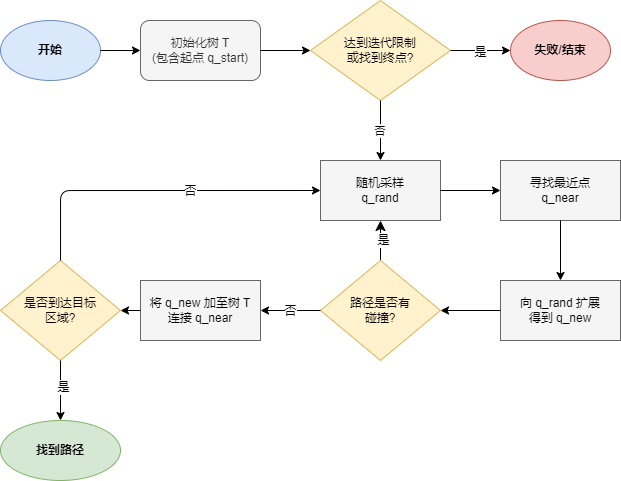 开始
初始化树 T
(包含起点 q_start)
达到迭代限制
或找到终点?
是
失败/结束
否
随机采样
q_rand
寻找最近点
q_near
否
是
是否到达目标
区域?
将 q_new 加至树 T
连接 q_near
否
路径是否有
碰撞?
向 q_rand 扩展
得到 q_new
是
找到路径